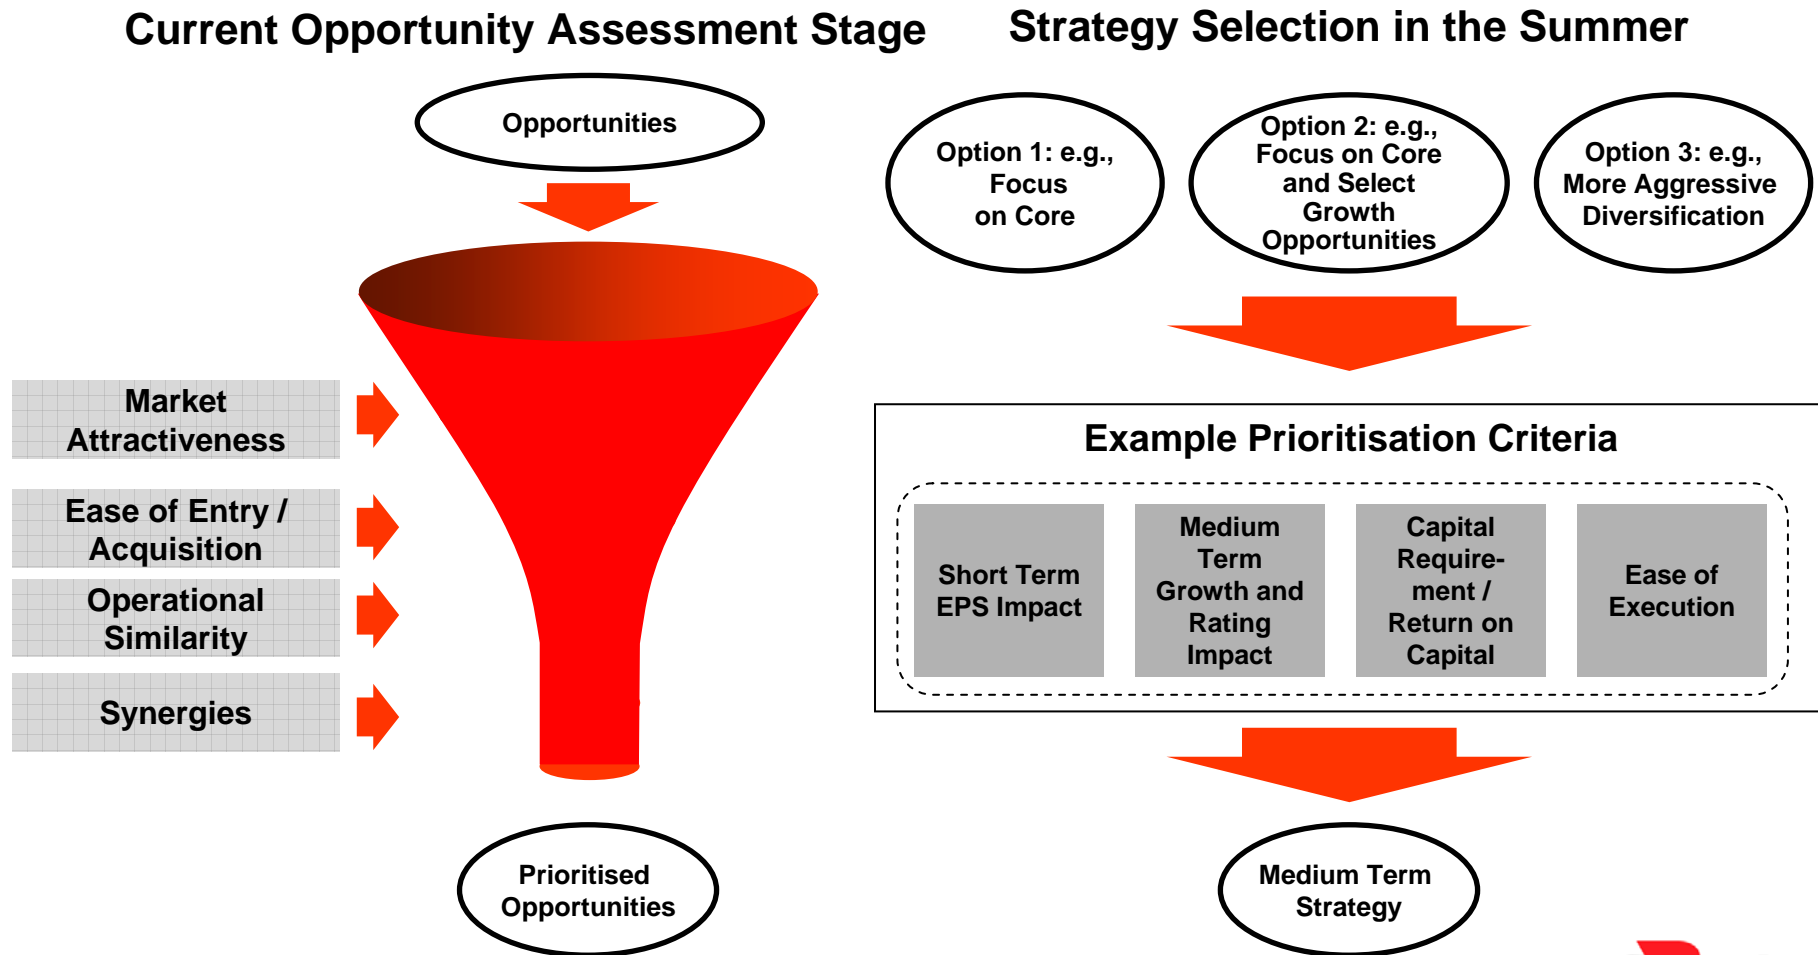 Current Opportunity Assessment Stage
Opportunities
Market
Attractiveness
Ease of Entry /
Acquisition
Operational
Similarity
Synergies
Prioritised
Opportunities
Strategy Selection in the Summer
Option 1: e.g.,
Focus
on Core
Option 2: e.g.,
Focus on Core
and Select
Growth
Opportunities
Option 3: e.g.,
More Aggressive
Diversification
Example Prioritisation Criteria
Short Term
EPS Impact
Medium
Term
Growth and
Rating
Impact
Capital
Require-
ment /
Return on
Capital
Ease of
Execution
Medium Term
Strategy